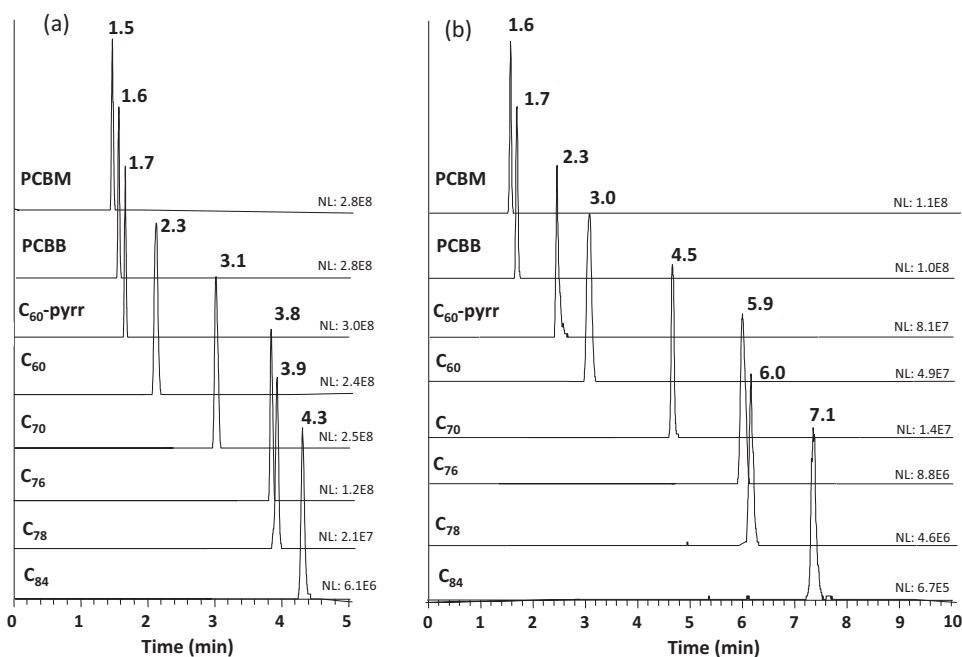 (a)
1.5
1.6
1.7
PCBM
NL: 2.8E8
2.3
PCBB
NL: 2.8E8
3.1
C60-pyrr
NL: 3.0E8
3.8
C60
NL: 2.4E8
3.9
C70
NL: 2.5E8
4.3
C76
NL: 1.2E8
C78
NL: 2.1E7
C84
NL: 6.1E6
0 1 2 3 4 5
Time (min)
(b)
1.6
1.7
2.3
PCBM
NL: 1.1E8
3.0
PCBB
NL: 1.0E8
4.5
C60-pyrr
NL: 8.1E7
5.9
C60
NL: 4.9E7
6.0
C70
NL: 1.4E7
7.1
C76
NL: 8.8E6
C78
NL: 4.6E6
C84
NL: 6.7E5
0 1 2 3 4 5 6 7 8 9 10
Time (min)